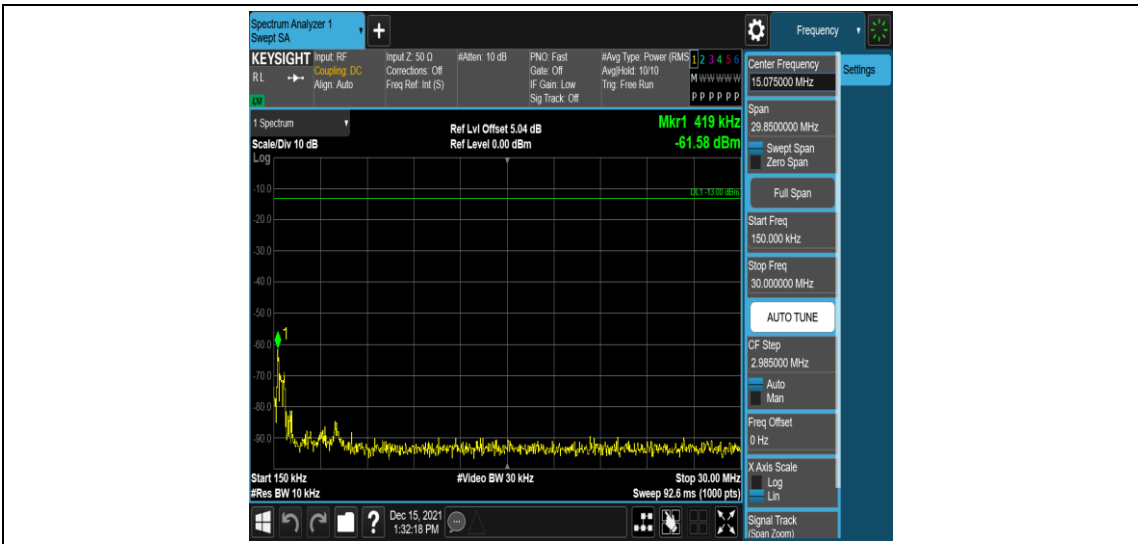 Spectrum Analyzer 1
Swept SA
Frequency
KEYSIGHT
RL
LXI
Input: RF
Coupling: DC
Align: Auto
Input Z: 50 Ω
Corrections: Off
Freq Ref: Int (S)
#Atten: 10 dB
PNO: Fast
Gate: Off
IF Gain: Low
Sig Track: Off
#Avg Type: Power (RMS
Avg|Hold: 10/10
Trig: Free Run
1 2 3 4 5 6
M W W W W W
P P P P P P
1 Spectrum
Scale/Div 10 dB
Log
Ref Lvl Offset 5.04 dB
Ref Level 0.00 dBm
Mkr1 419 kHz
-61.58 dBm
DL1 -13.00 dBm
-10.0
-20.0
-30.0
-40.0
-50.0
-60.0
-70.0
-80.0
-90.0
1
Start 150 kHz
#Res BW 10 kHz
#Video BW 30 kHz
Stop 30.00 MHz
Sweep 92.6 ms (1000 pts)
Dec 15, 2021
1:32:18 PM
Center Frequency
15.075000 MHz
Settings
Span
29.8500000 MHz
Swept Span
Zero Span
Full Span
Start Freq
150.000 kHz
Stop Freq
30.000000 MHz
AUTO TUNE
CF Step
2.985000 MHz
Auto
Man
Freq Offset
0 Hz
X Axis Scale
Log
Lin
Signal Track
(Span Zoom)